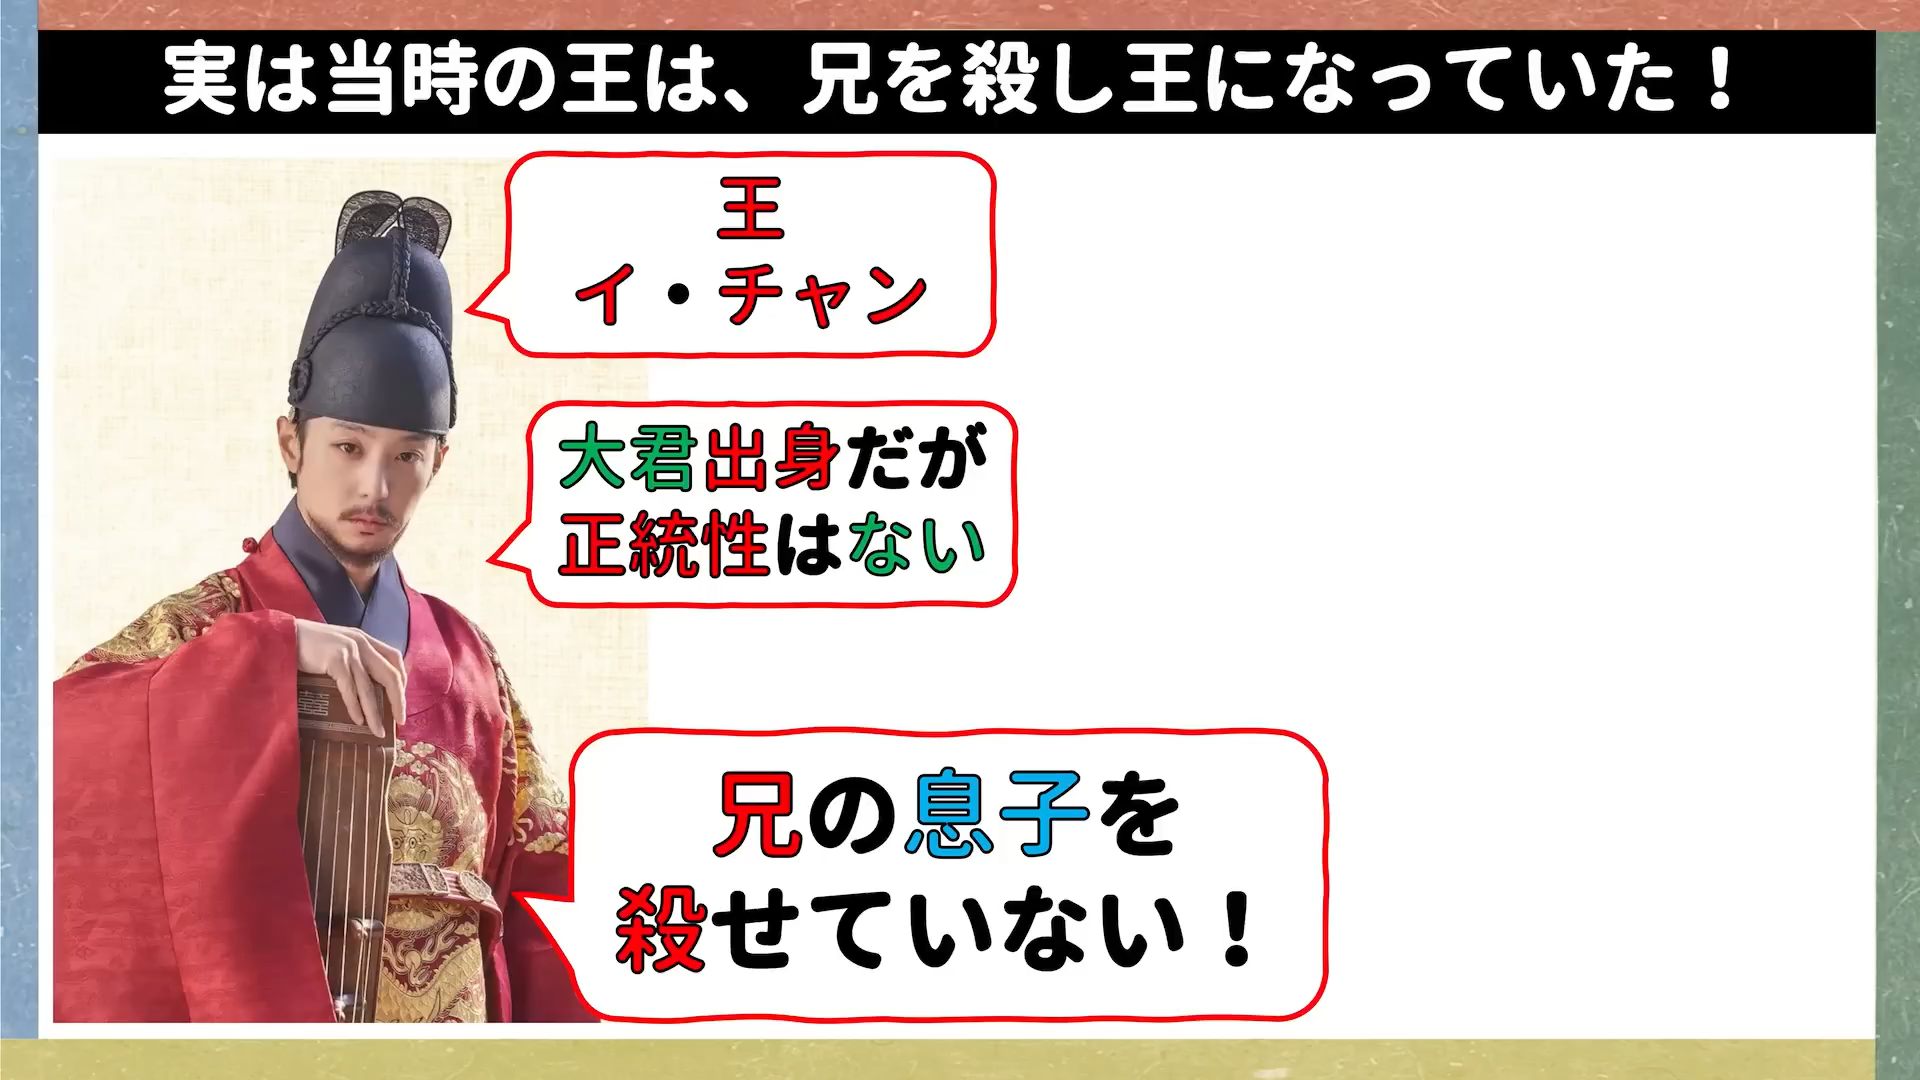 実は当時の王は、兄を殺し王になっていた！
王
イ・チャン
大君出身だが
正統性はない
兄の息子を
殺せていない！